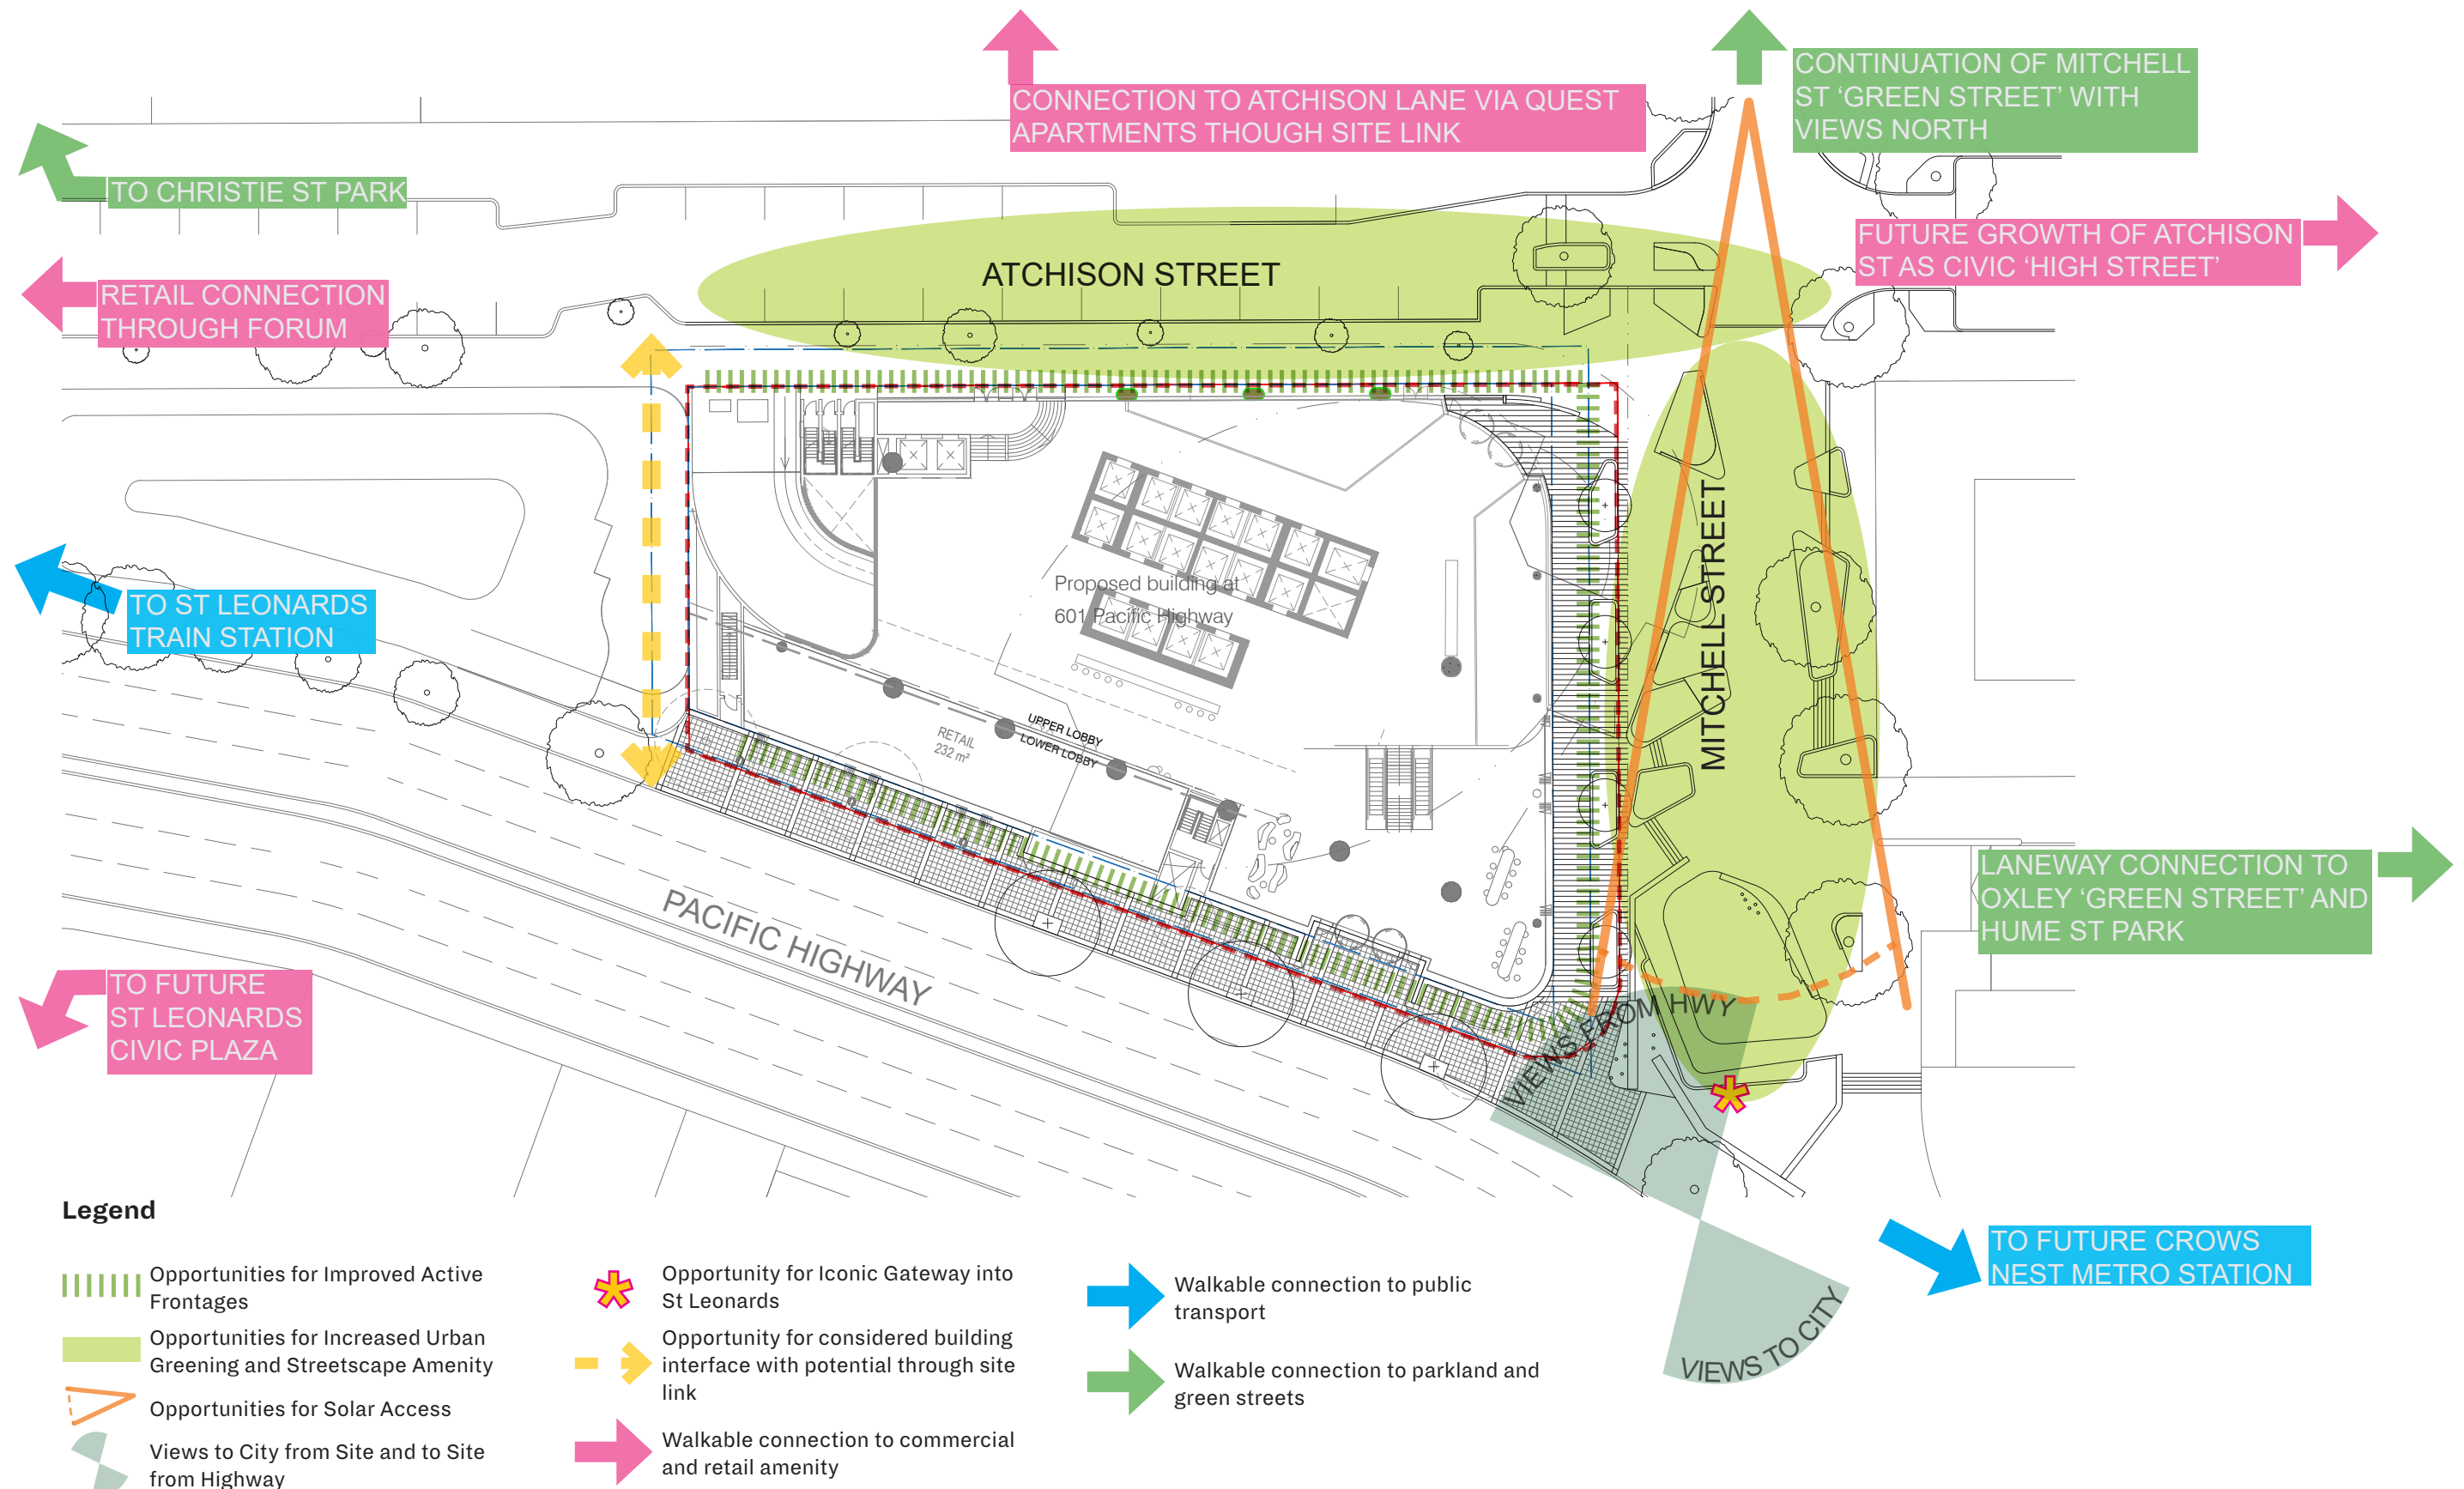 CONTINUATION OF MITCHELL
ST ‘GREEN STREET’ WITH
VIEWS NORTH
CONNECTION TO ATCHISON LANE VIA QUEST
APARTMENTS THOUGH SITE LINK
TO CHRISTIE ST PARK
FUTURE GROWTH OF ATCHISON
ST AS CIVIC ‘HIGH STREET’
ATCHISON STREET
RETAIL CONNECTION
THROUGH FORUM
MITCHELL STREET
Proposed building at
601 Pacific Highway
TO ST LEONARDS
TRAIN STATION
UPPER LOBBY
LOWER LOBBY
RETAIL
232 m²
PACIFIC HIGHWAY
LANEWAY CONNECTION TO
OXLEY ‘GREEN STREET’ AND
HUME ST PARK
TO FUTURE
ST LEONARDS
CIVIC PLAZA
VIEWS FROM HWY
TO FUTURE CROWS
NEST METRO STATION
VIEWS TO CITY
Legend
Opportunities for Improved Active
Frontages
Opportunities for Increased Urban
Greening and Streetscape Amenity
Opportunities for Solar Access
Views to City from Site and to Site
from Highway
Opportunity for Iconic Gateway into
St Leonards
Opportunity for considered building
interface with potential through site
link
Walkable connection to commercial
and retail amenity
Walkable connection to public
transport
Walkable connection to parkland and
green streets